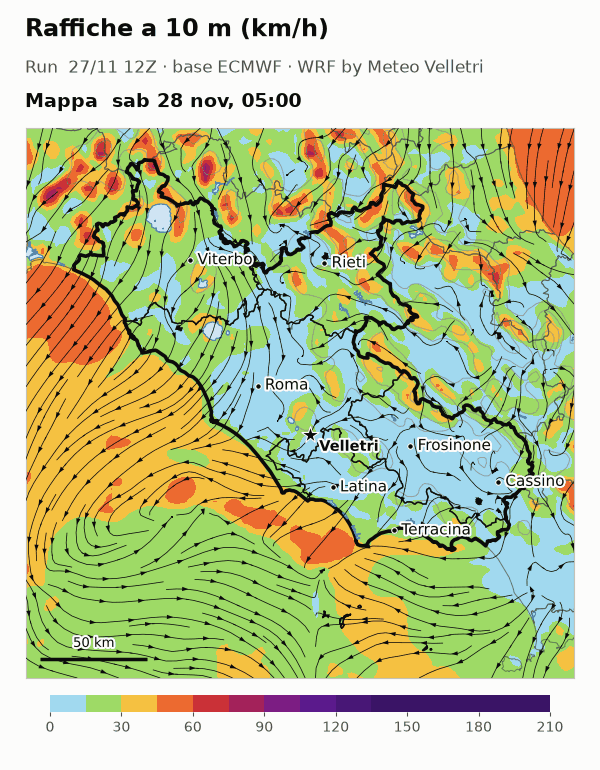 Raffiche a 10 m (km/h)
Run  27/11 12Z · base ECMWF · WRF by Meteo Velletri
Mappa  sab 28 nov, 05:00
Viterbo
Rieti
Roma
Velletri
Frosinone
Latina
Cassino
Terracina
50 km
0 30 60 90 120 150 180 210